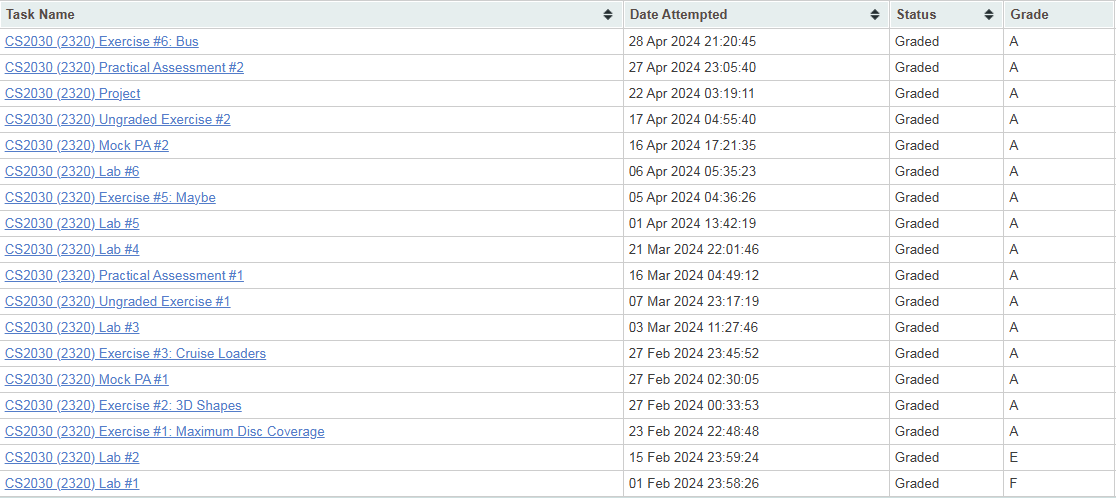 Task Name Date Attempted Status Grade
CS2030 (2320) Exercise #6: Bus 28 Apr 2024 21:20:45 Graded A
CS2030 (2320) Practical Assessment #2 27 Apr 2024 23:05:40 Graded A
CS2030 (2320) Project 22 Apr 2024 03:19:11 Graded A
CS2030 (2320) Ungraded Exercise #2 17 Apr 2024 04:55:40 Graded A
CS2030 (2320) Mock PA #2 16 Apr 2024 17:21:35 Graded A
CS2030 (2320) Lab #6 06 Apr 2024 05:35:23 Graded A
CS2030 (2320) Exercise #5: Maybe 05 Apr 2024 04:36:26 Graded A
CS2030 (2320) Lab #5 01 Apr 2024 13:42:19 Graded A
CS2030 (2320) Lab #4 21 Mar 2024 22:01:46 Graded A
CS2030 (2320) Practical Assessment #1 16 Mar 2024 04:49:12 Graded A
CS2030 (2320) Ungraded Exercise #1 07 Mar 2024 23:17:19 Graded A
CS2030 (2320) Lab #3 03 Mar 2024 11:27:46 Graded A
CS2030 (2320) Exercise #3: Cruise Loaders 27 Feb 2024 23:45:52 Graded A
CS2030 (2320) Mock PA #1 27 Feb 2024 02:30:05 Graded A
CS2030 (2320) Exercise #2: 3D Shapes 27 Feb 2024 00:33:53 Graded A
CS2030 (2320) Exercise #1: Maximum Disc Coverage 23 Feb 2024 22:48:48 Graded A
CS2030 (2320) Lab #2 15 Feb 2024 23:59:24 Graded E
CS2030 (2320) Lab #1 01 Feb 2024 23:58:26 Graded F